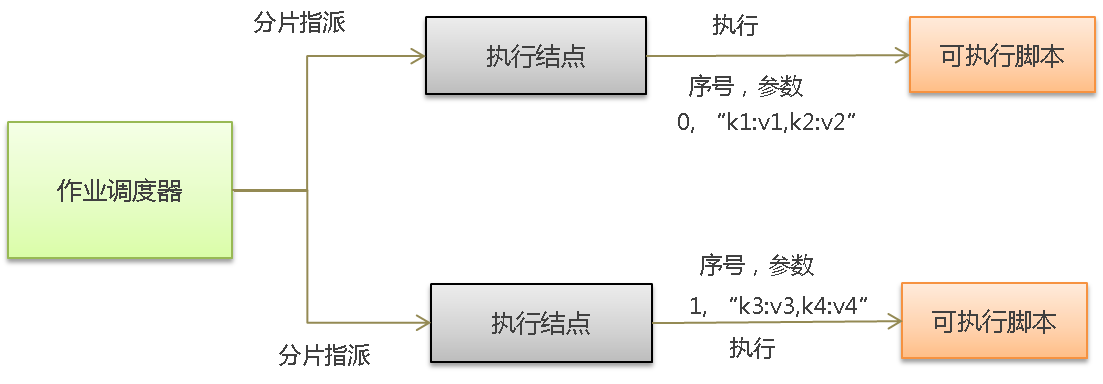 分片指派
执行
执行结点
可执行脚本
序号，参数
0, “k1:v1,k2:v2“
作业调度器
序号，参数
1, “k3:v3,k4:v4“
执行结点
可执行脚本
执行
分片指派